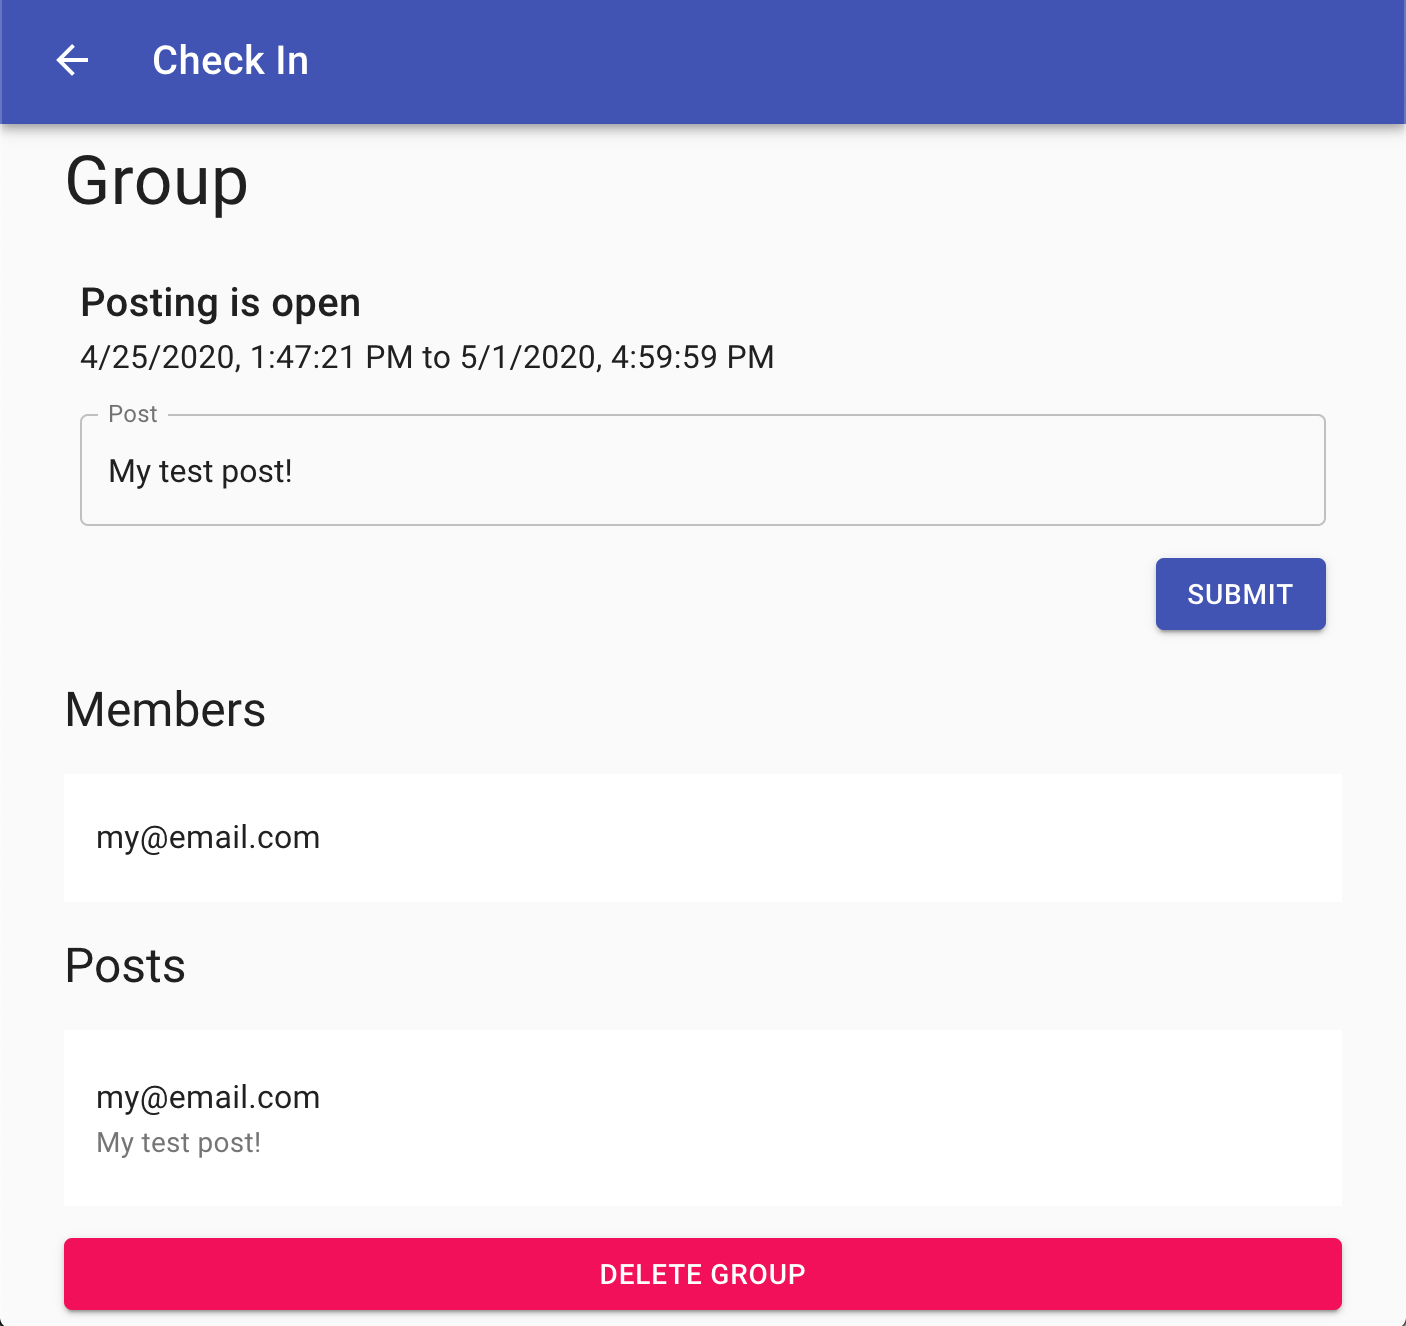 Check In
Group
Posting is open
4/25/2020, 1:47:21 PM to 5/1/2020, 4:59:59 PM
Post
My test post!
SUBMIT
Members
my@email.com
Posts
my@email.com
My test post!
DELETE GROUP